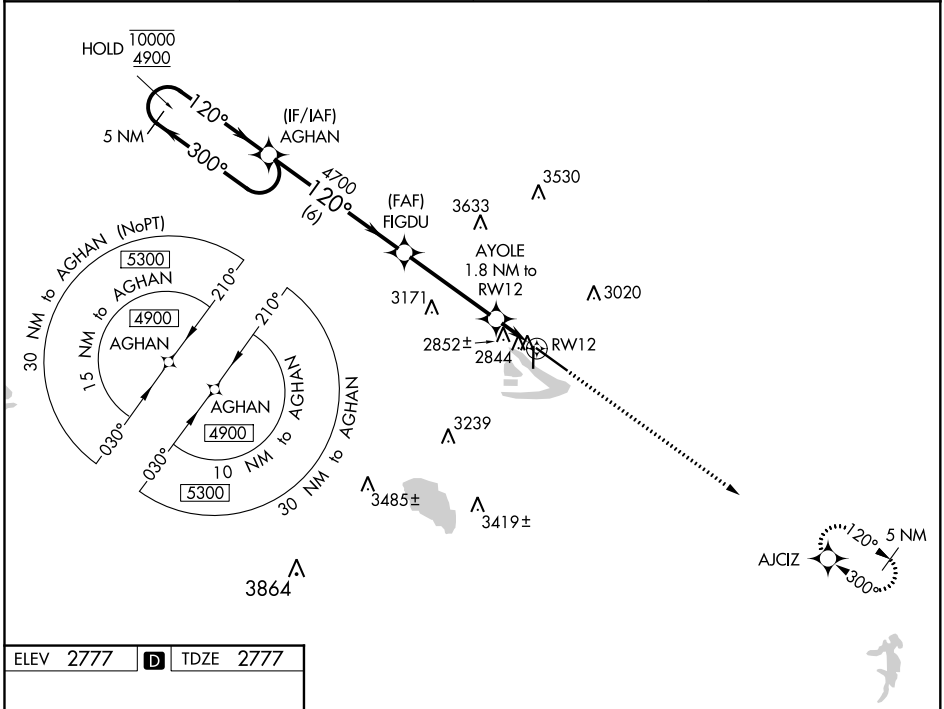 HOLD 10000
4900
5 NM
120°
300°
(IF/IAF)
AGHAN
4700
120°
(6)
(FAF)
FIGDU
3633
3530
AYOLE
1.8 NM to
RW12
3171
3020
2852±
2844
RW12
30 NM to AGHAN (NoPT)
5300
15 NM to AGHAN
4900
AGHAN
210°
030°
210°
030°
AGHAN
4900
10 NM to AGHAN
5300
30 NM to AGHAN
3239
3485±
3419±
3864
AJCIZ
120°
300°
5 NM
ELEV 2777 D TDZE 2777